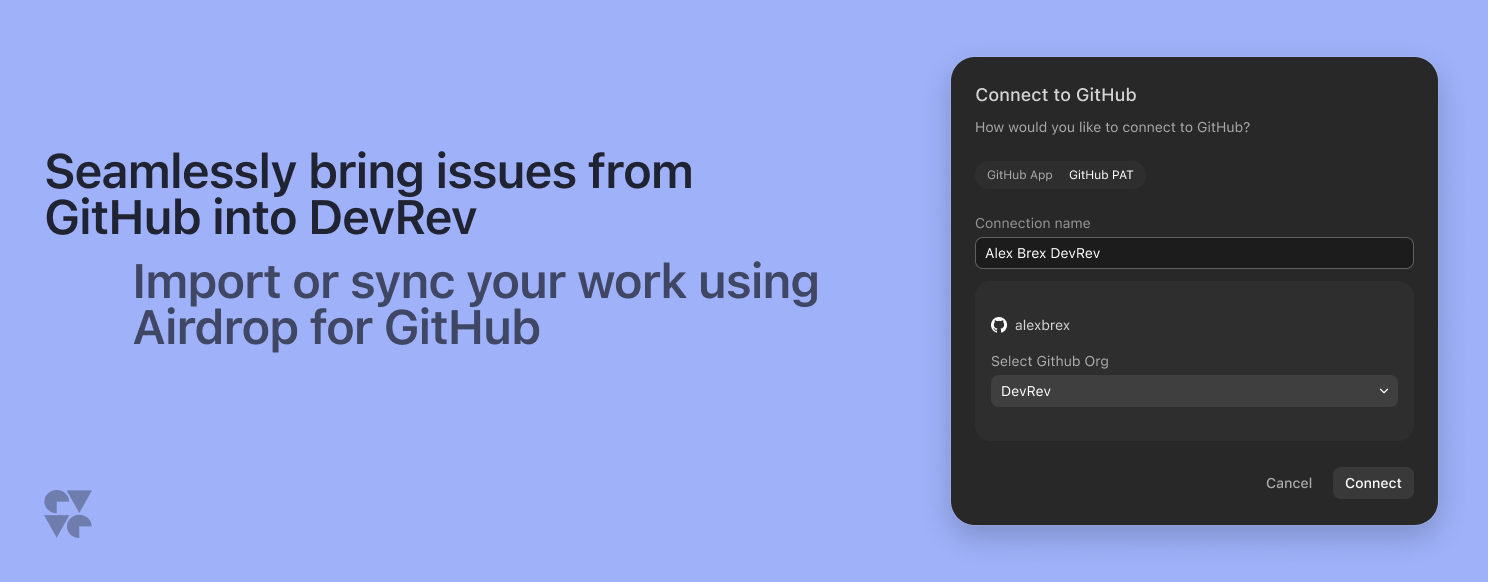 Seamlessly bring issues from
GitHub into DevRev
Import or sync your work using
Airdrop for GitHub
Connect to GitHub
How would you like to connect to GitHub?
GitHub App GitHub PAT
Connection name
Alex Brex DevRev
alexbrex
Select Github Org
DevRev
Cancel Connect